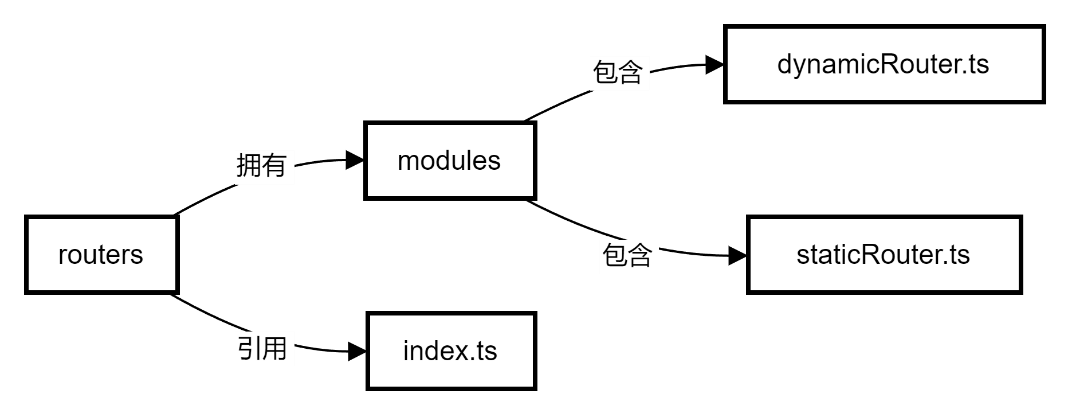 dynamicRouter.ts
包含
modules
拥有
routers
包含
staticRouter.ts
引用
index.ts